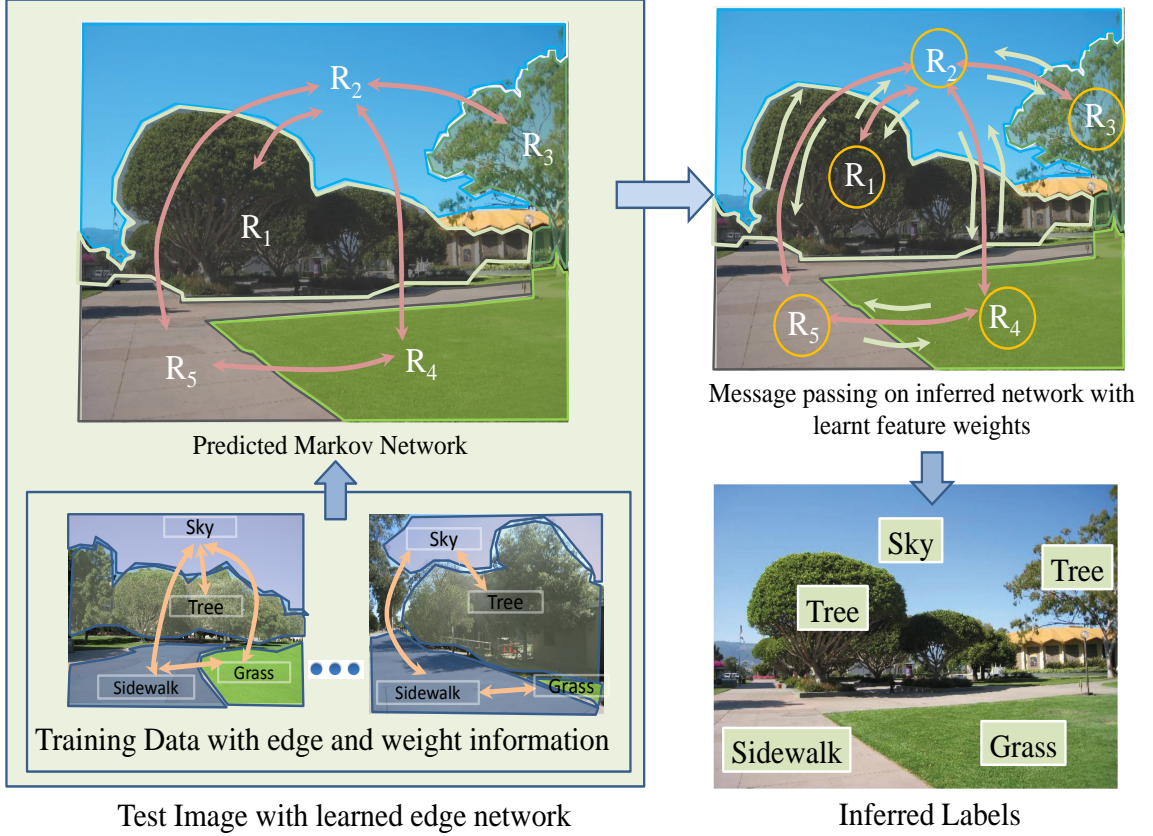 R2
R3
R1
R5
R4
Predicted Markov Network
Sky
Tree
Sidewalk
Grass
Sky
Tree
Sidewalk
Grass
Training Data with edge and weight information
Test Image with learned edge network
R2
R3
R1
R5
R4
Message passing on inferred network with
learnt feature weights
Sky
Tree
Tree
Sidewalk
Grass
Inferred Labels